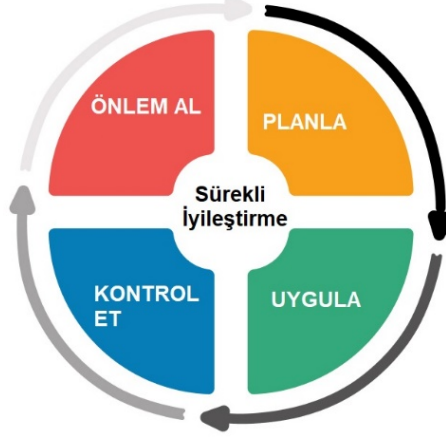 ÖNLEM AL
PLANLA
Sürekli
İyileştirme
KONTROL
ET
UYGULA